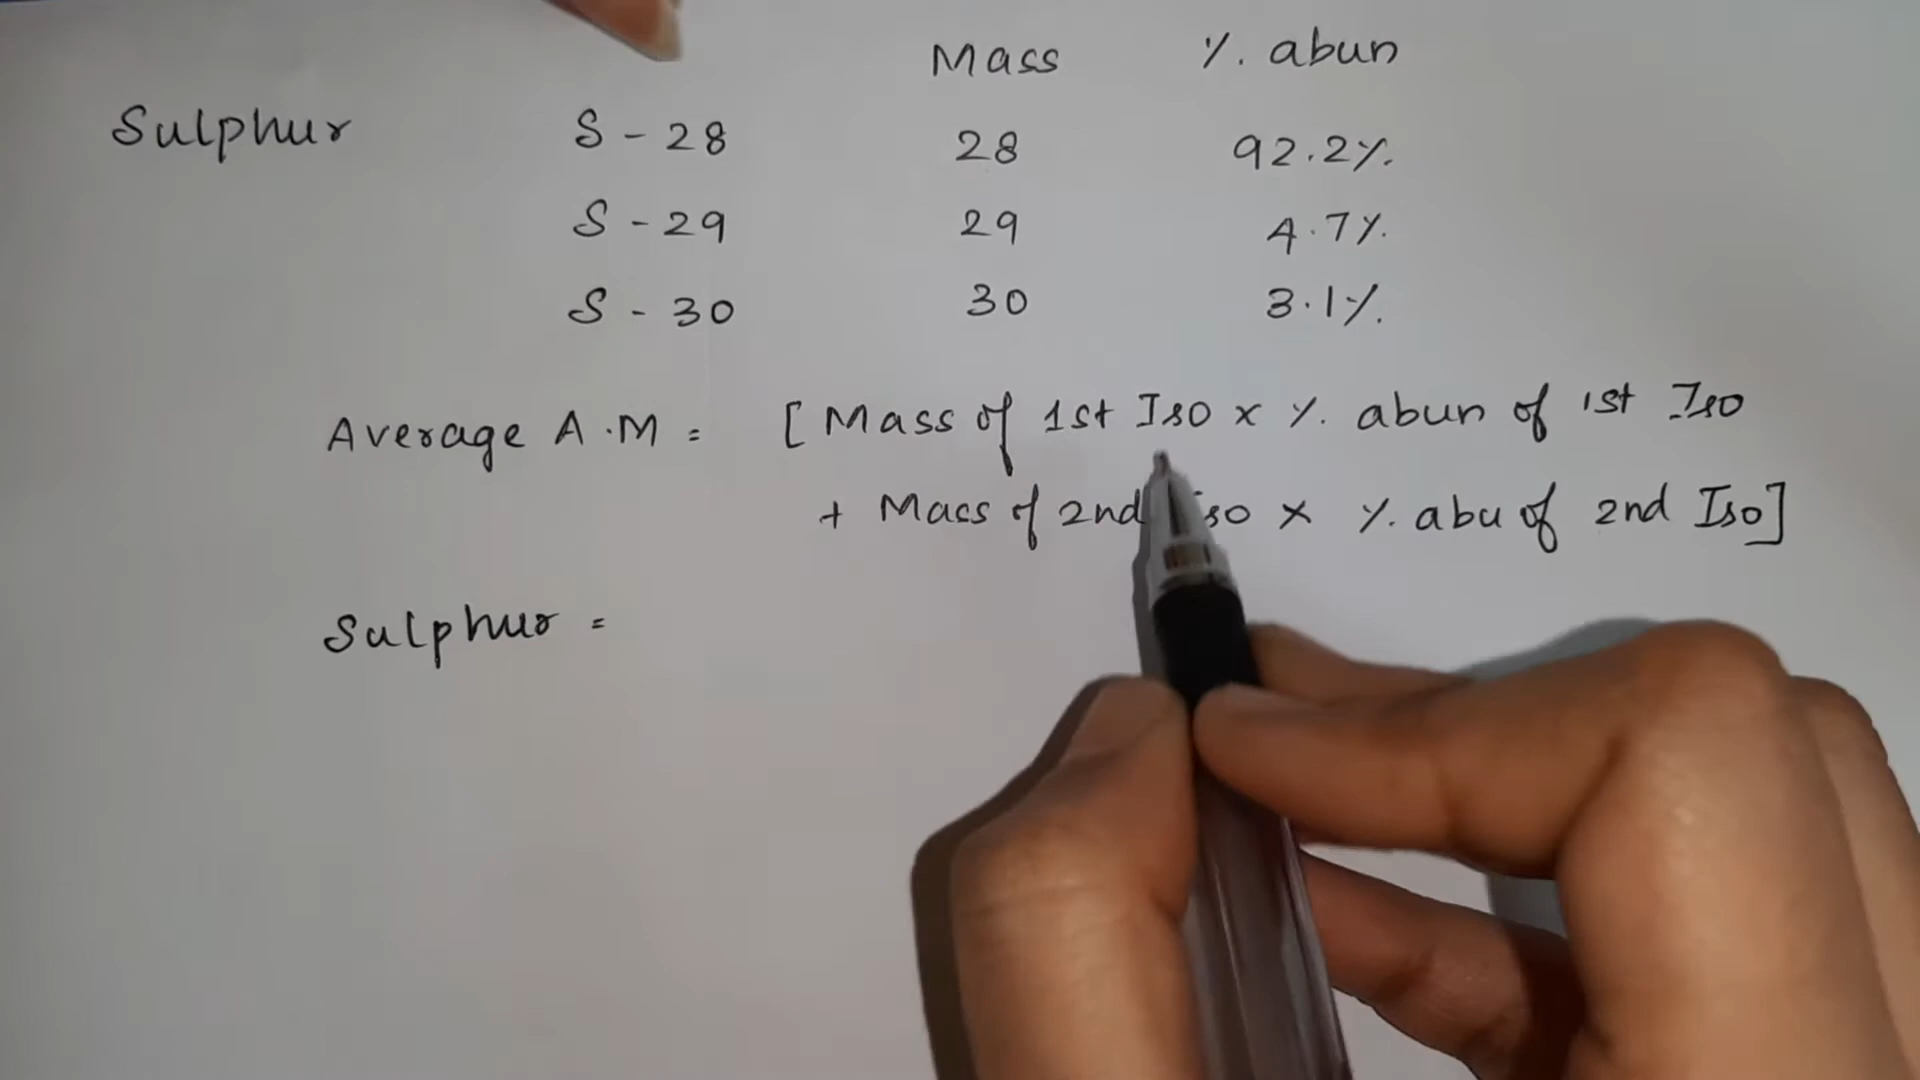 Mass % abun
Sulphur S - 28 28 92.2%
S - 29 29 4.7%
S - 30 30 3.1%
Average A.M = [ Mass of 1st Iso x % abun of 1st Iso
+ Mass of 2nd x % abu of 2nd Iso]
Sulphur =